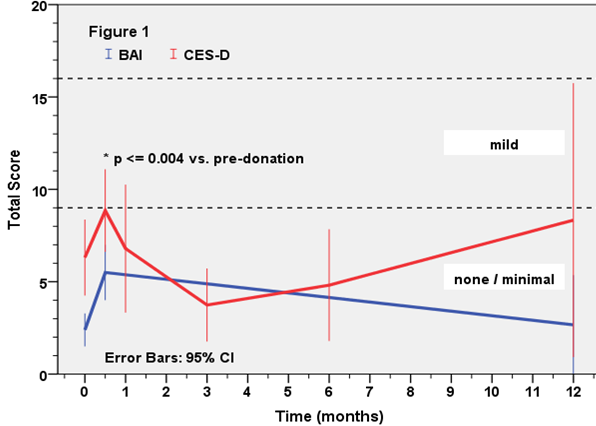 20
Figure 1
BAI CES-D
15
mild
* p <= 0.004 vs. pre-donation
10
Total Score
5
none / minimal
Error Bars: 95% CI
0
0 1 2 3 4 5 6 7 8 9 10 11 12
Time (months)